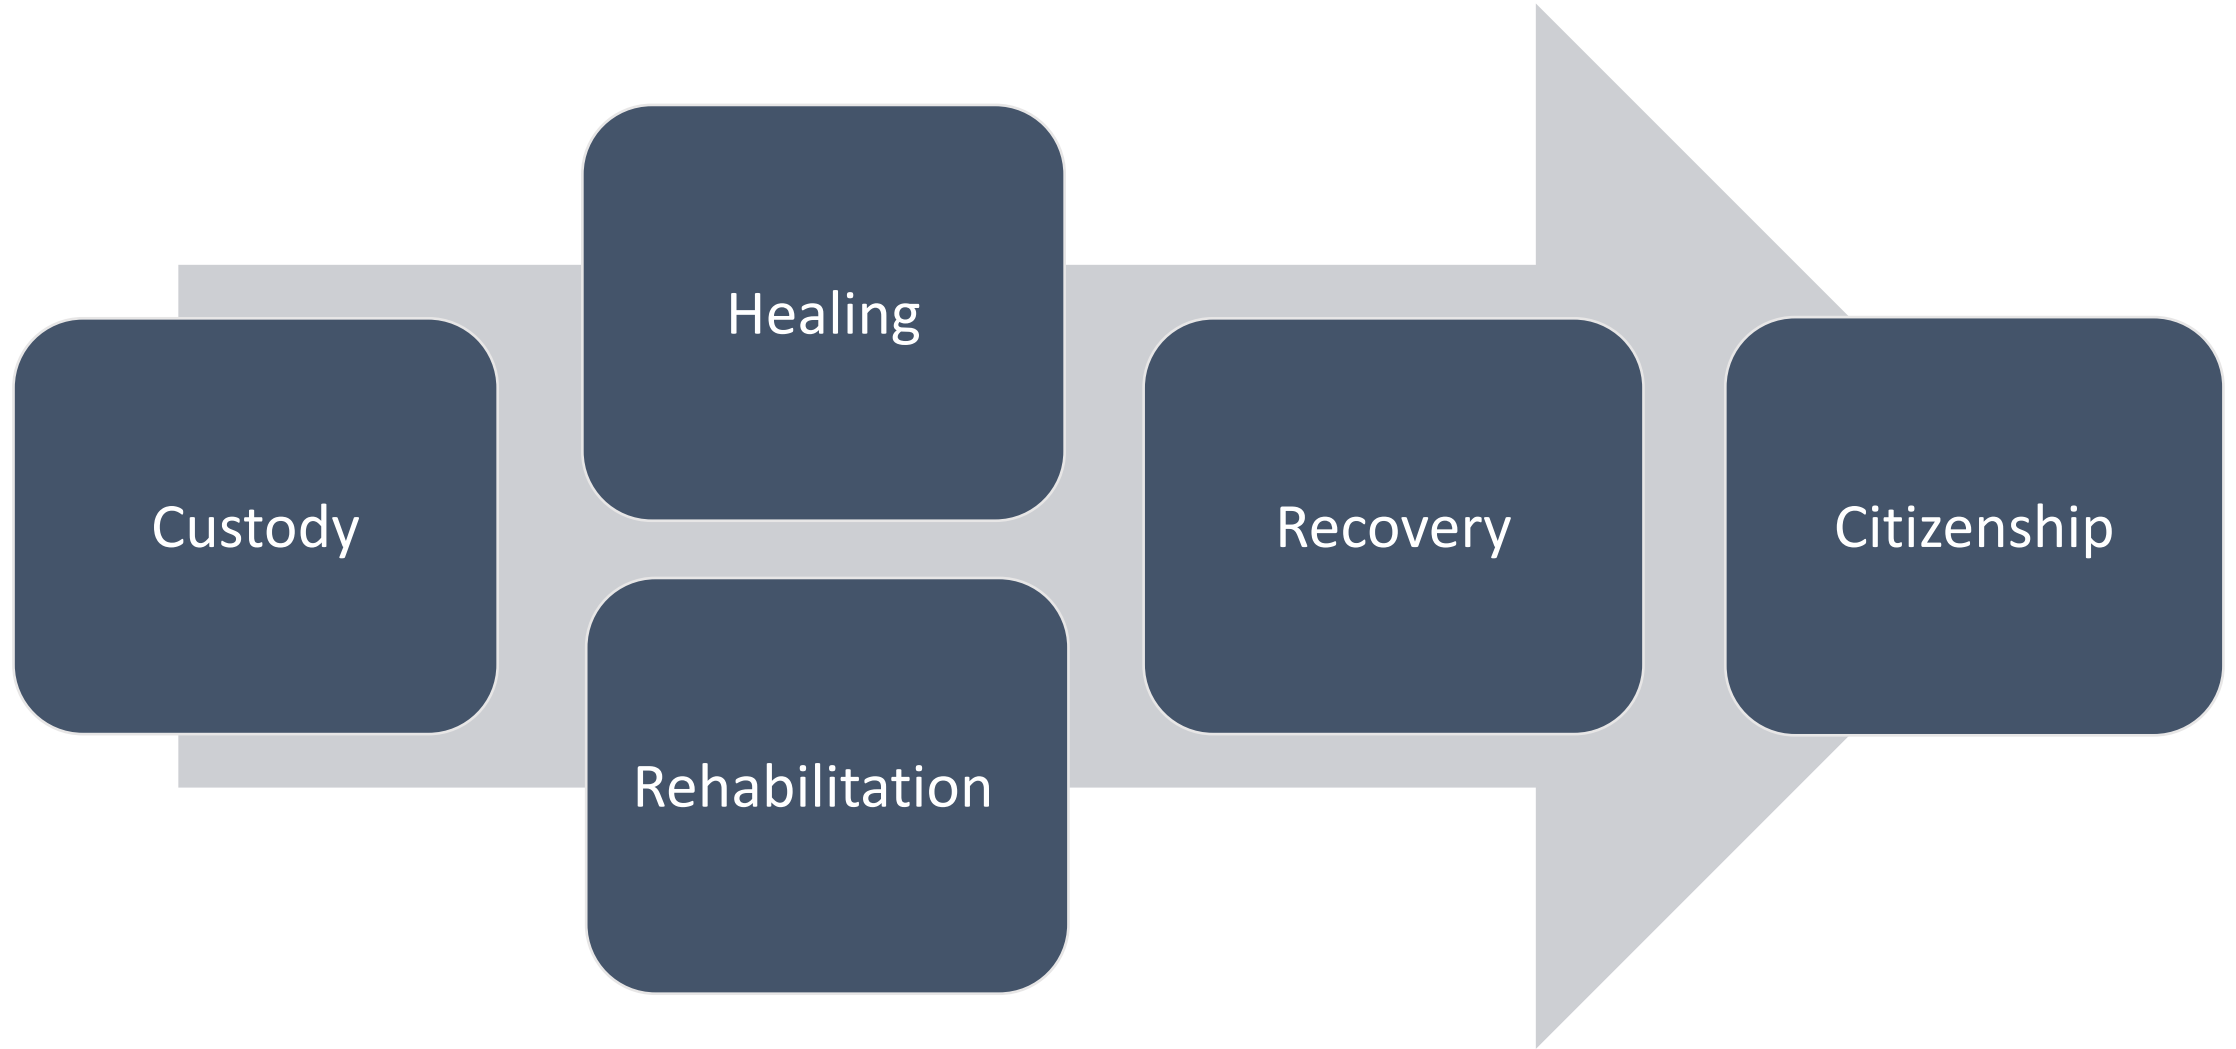 Custody
Healing
Rehabilitation
Recovery
Citizenship